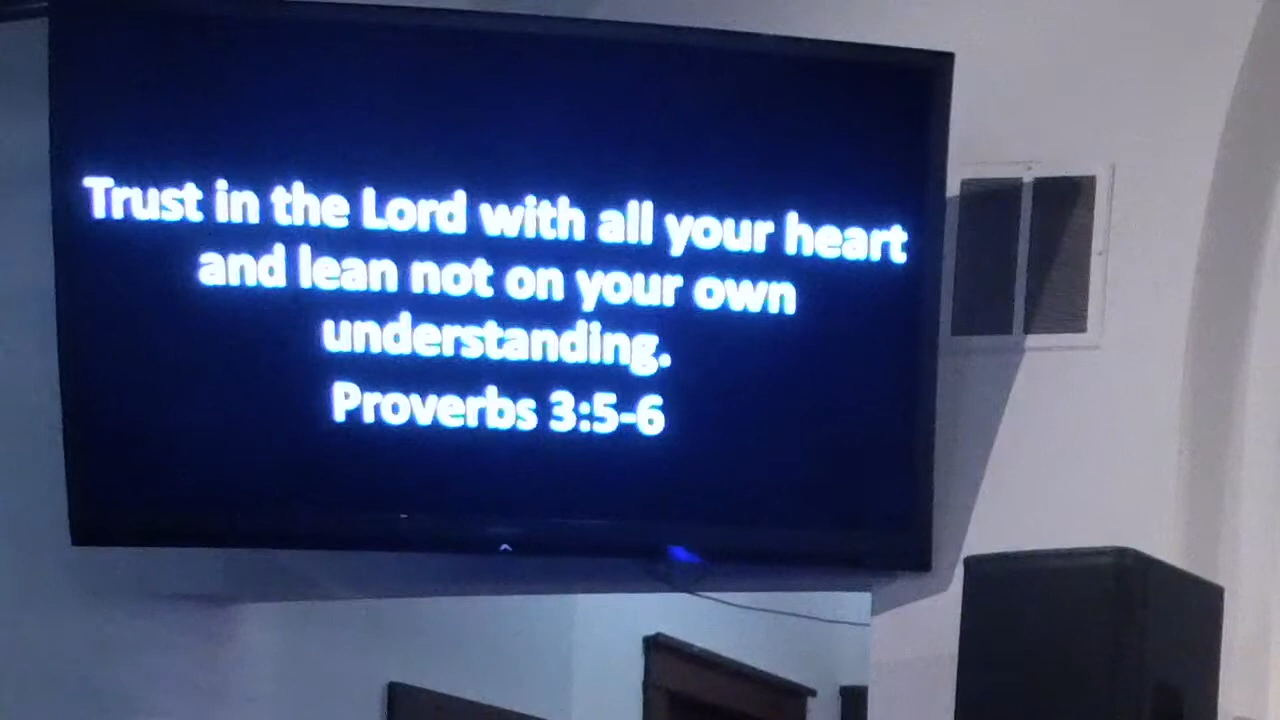 Trust in the Lord with all your heart
and lean not on your own
understanding.
Proverbs 3:5-6